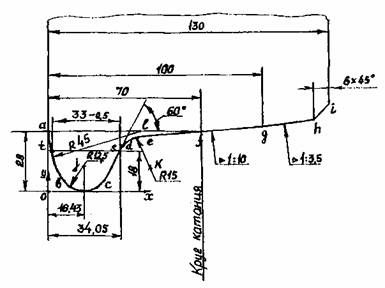 130
100
70
6×45°
33-0,5
60°
a
l
i
R45
h
t
R12,5
s
d
e
f
g
▷1:10
▷1:3,5
28
18
K
R15
y
b
c
o
x
16,43
34,05
Круг катания